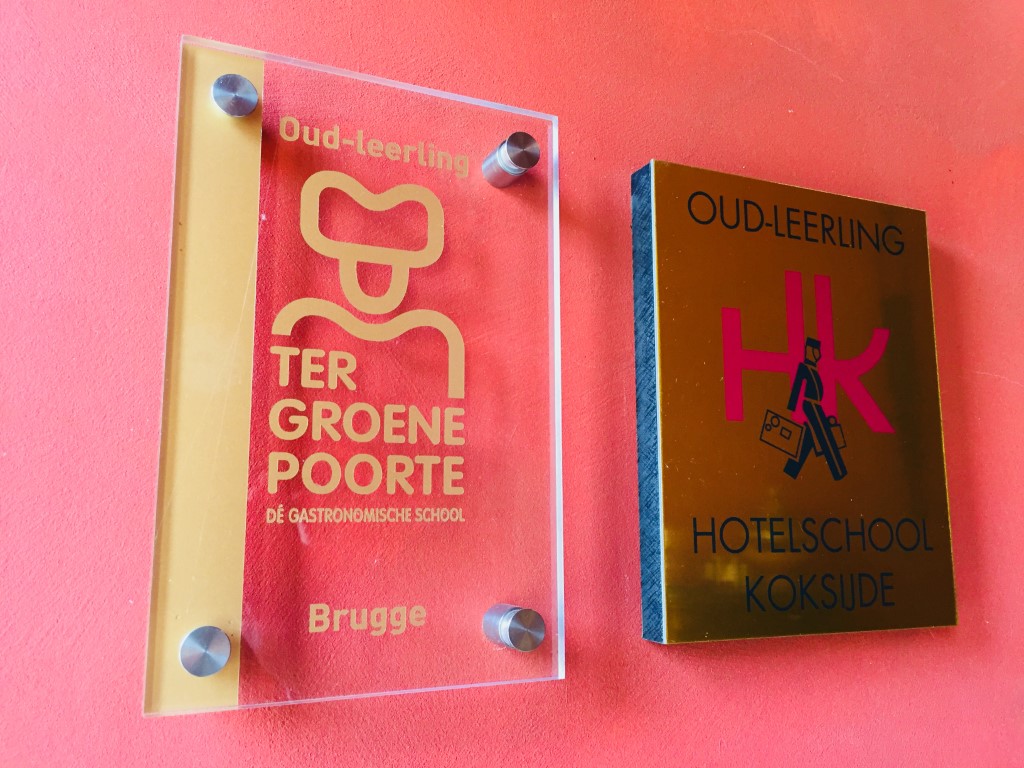 Oud-leerling
TER
GROENE
POORTE
DÉ GASTRONOMISCHE SCHOOL
Brugge
OUD-LEERLING
Hk
HOTELSCHOOL
KOKSIJDE